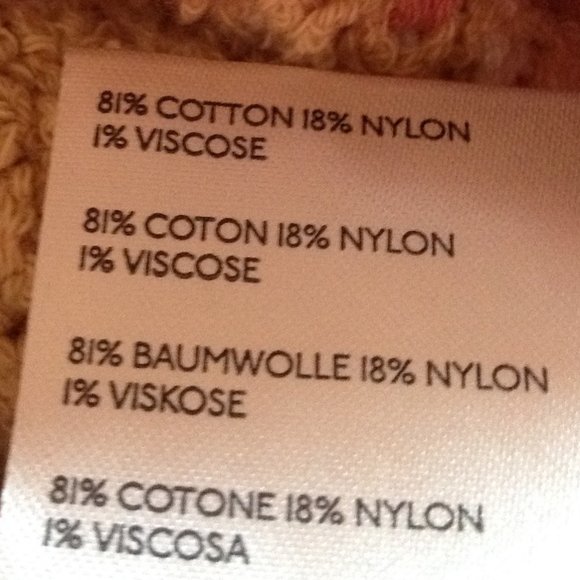 81% COTTON 18% NYLON
1% VISCOSE
81% COTON 18% NYLON
1% VISCOSE
81% BAUMWOLLE 18% NYLON
1% VISKOSE
81% COTONE 18% NYLON
1% VISCOSA